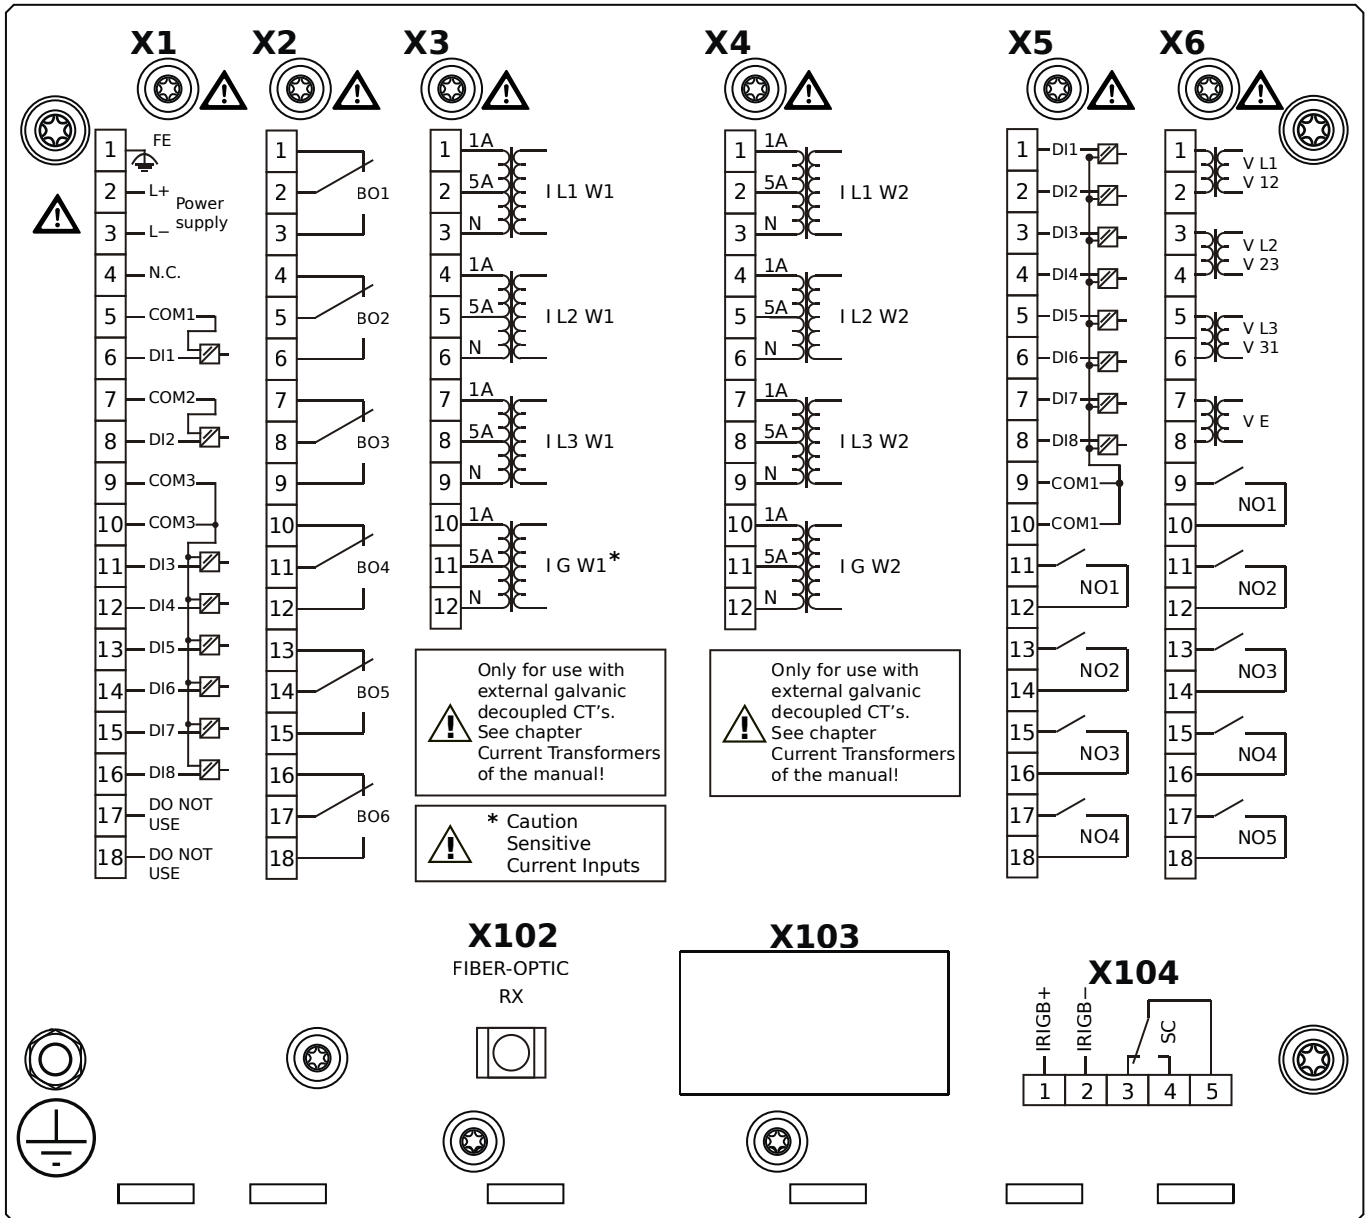 X1
X2
X3
X4
X5
X6
1 FE
2 L+
Power
supply
3 L−
4 N.C.
5 COM1
6 DI1
7 COM2
8 DI2
9 COM3
10 COM3
11 DI3
12 DI4
13 DI5
14 DI6
15 DI7
16 DI8
17 DO NOT
USE
18 DO NOT
USE
1
2 BO1
3
4
5 BO2
6
7
8 BO3
9
10
11 BO4
12
13
14 BO5
15
16
17 BO6
18
1 1A
2 5A I L1 W1
3 N
4 1A
5 5A I L2 W1
6 N
7 1A
8 5A I L3 W1
9 N
10 1A
11 5A I G W1*
12 N
Only for use with
external galvanic
decoupled CT's.
See chapter
Current Transformers
of the manual!
* Caution
Sensitive
Current Inputs
1 1A
2 5A I L1 W2
3 N
4 1A
5 5A I L2 W2
6 N
7 1A
8 5A I L3 W2
9 N
10 1A
11 5A I G W2
12 N
Only for use with
external galvanic
decoupled CT's.
See chapter
Current Transformers
of the manual!
1 DI1
2 DI2
3 DI3
4 DI4
5 DI5
6 DI6
7 DI7
8 DI8
9 COM1
10 COM1
11
NO1
12
13
NO2
14
15
NO3
16
17
NO4
18
1
V L1
V 12
2
3
V L2
V 23
4
5
V L3
V 31
6
7
V E
8
9
NO1
10
11
NO2
12
13
NO3
14
15
NO4
16
17
NO5
18
X102
FIBER-OPTIC
RX
X103
X104
IRIGB+
IRIGB−
SC
1 2 3 4 5